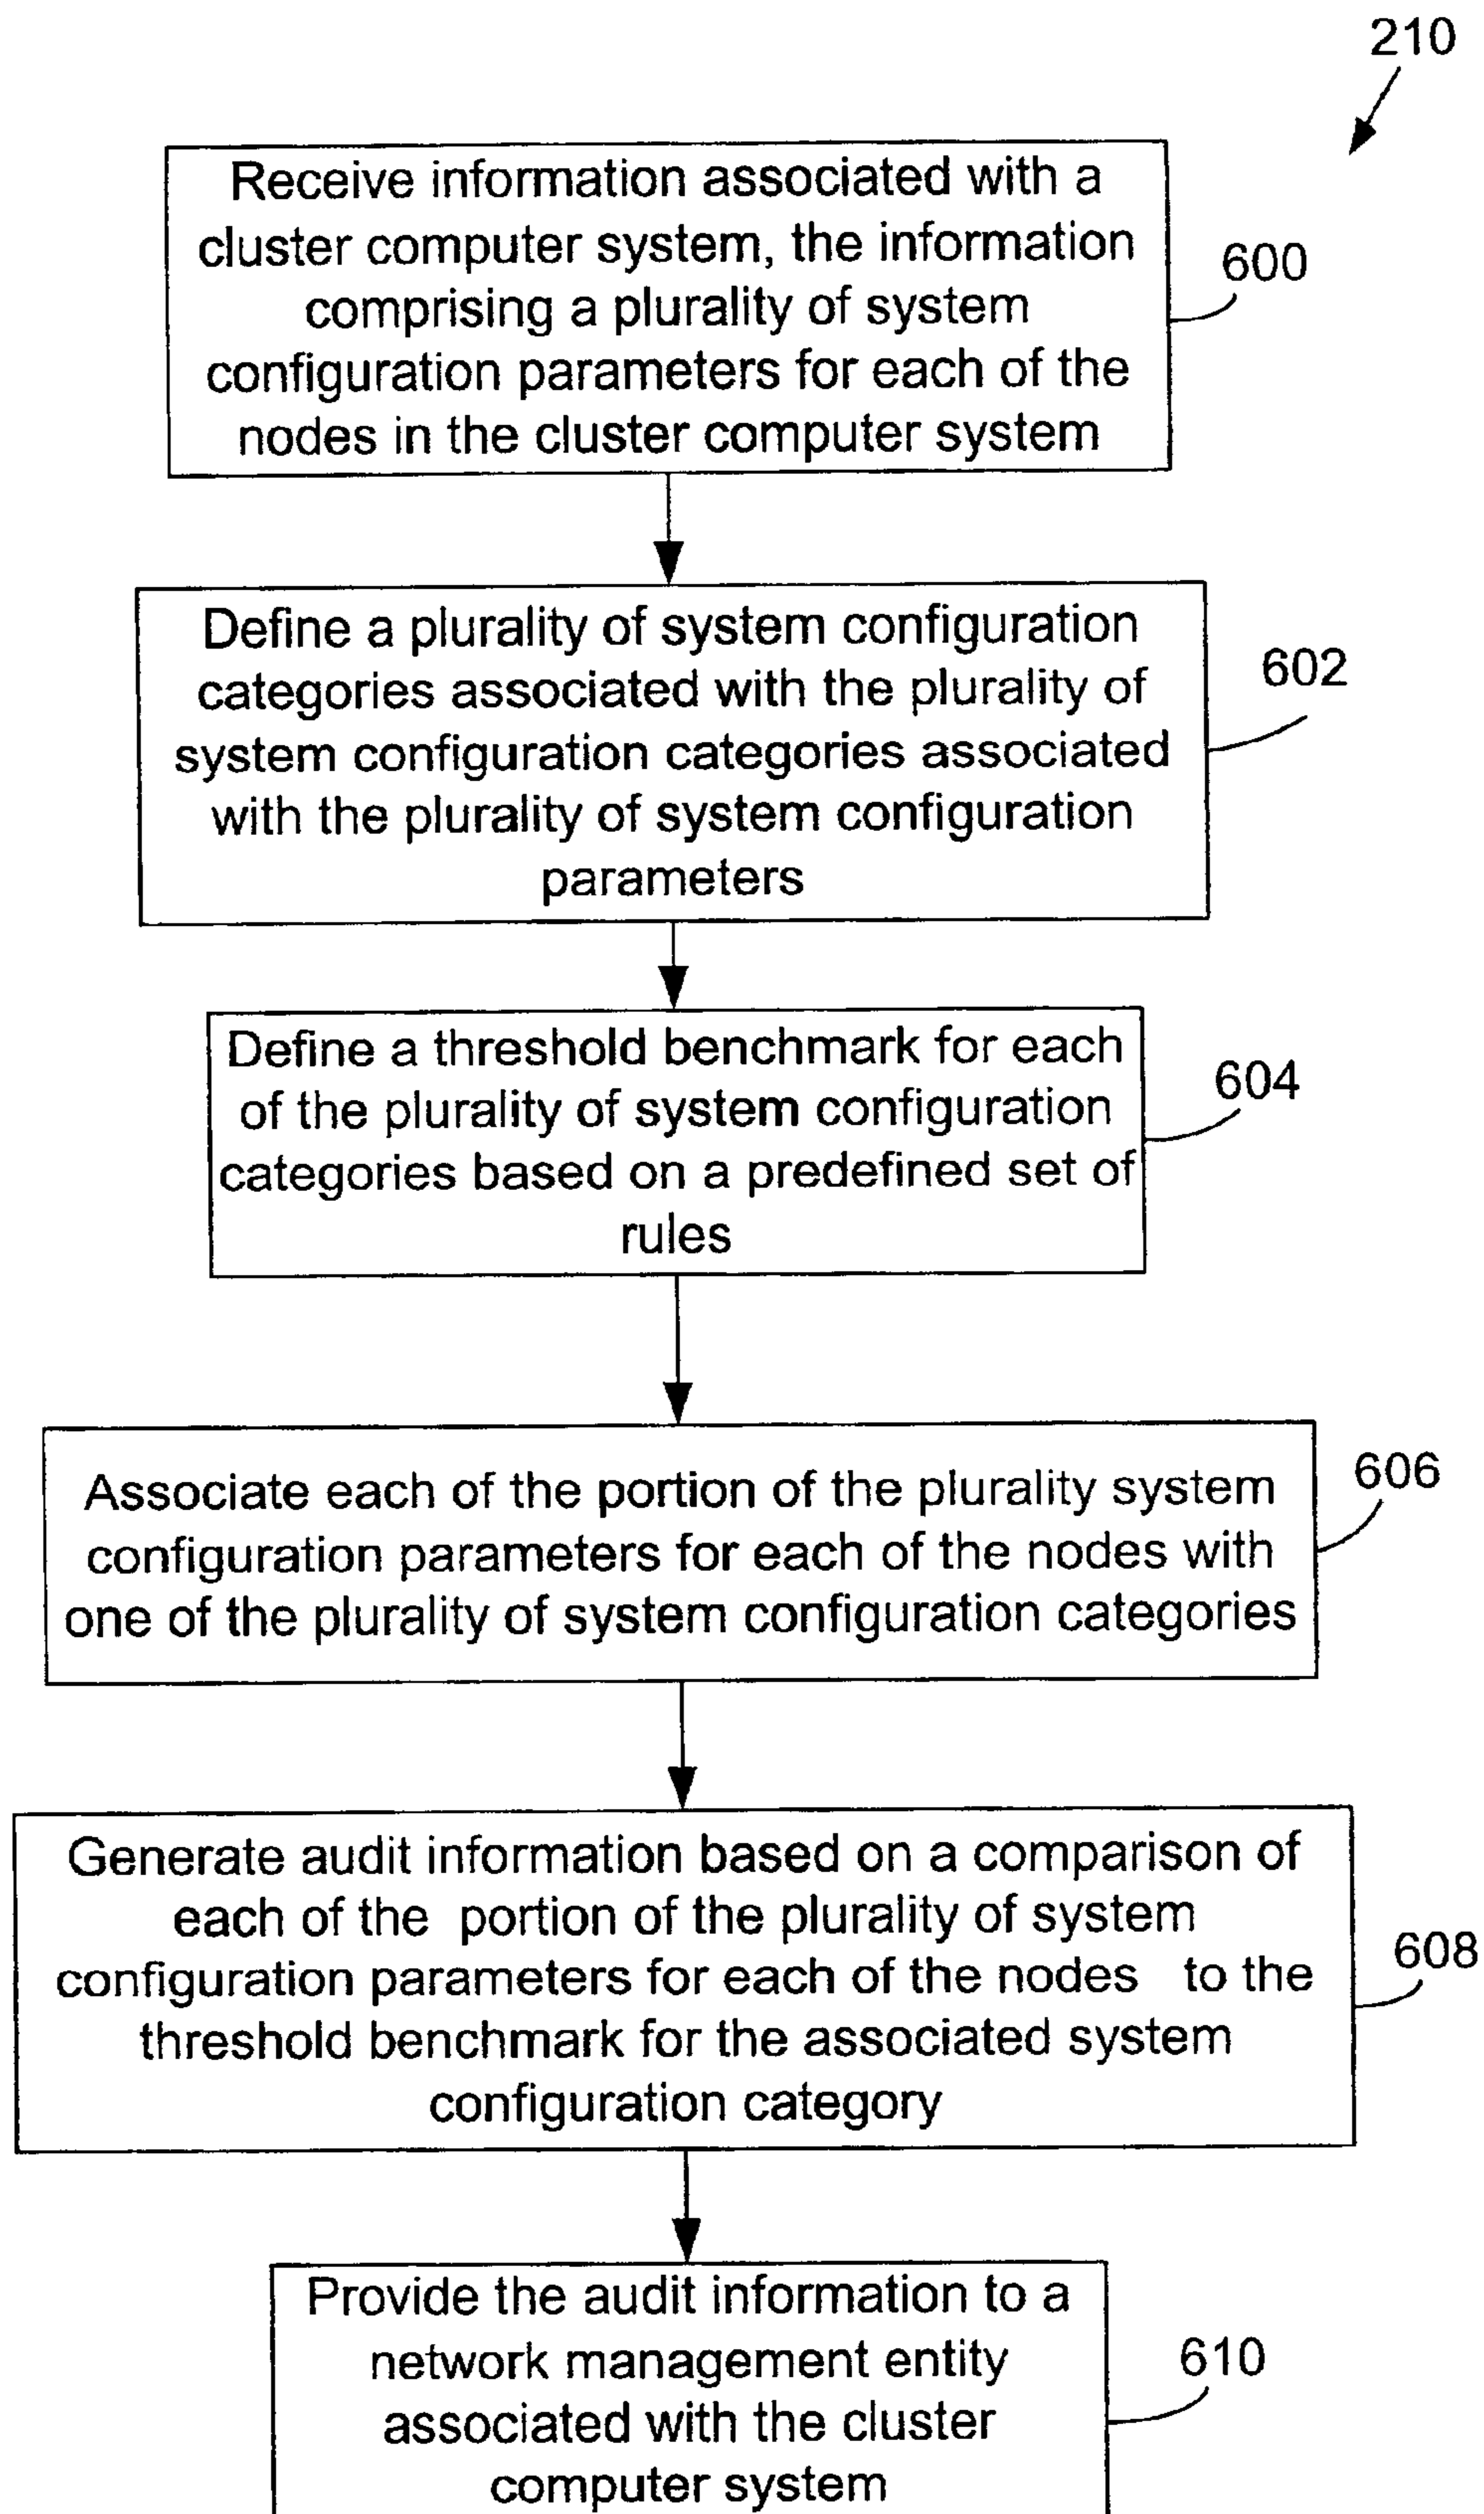 210
Receive information associated with a
cluster computer system, the information
comprising a plurality of system
configuration parameters for each of the
nodes in the cluster computer system
600
Define a plurality of system configuration
categories associated with the plurality of
system configuration categories associated
with the plurality of system configuration
parameters
602
Define a threshold benchmark for each
of the plurality of system configuration
categories based on a predefined set of
rules
604
Associate each of the portion of the plurality system
configuration parameters for each of the nodes with
one of the plurality of system configuration categories
606
Generate audit information based on a comparison of
each of the portion of the plurality of system
configuration parameters for each of the nodes to the
threshold benchmark for the associated system
configuration category
608
Provide the audit information to a
network management entity
associated with the cluster
computer system
610